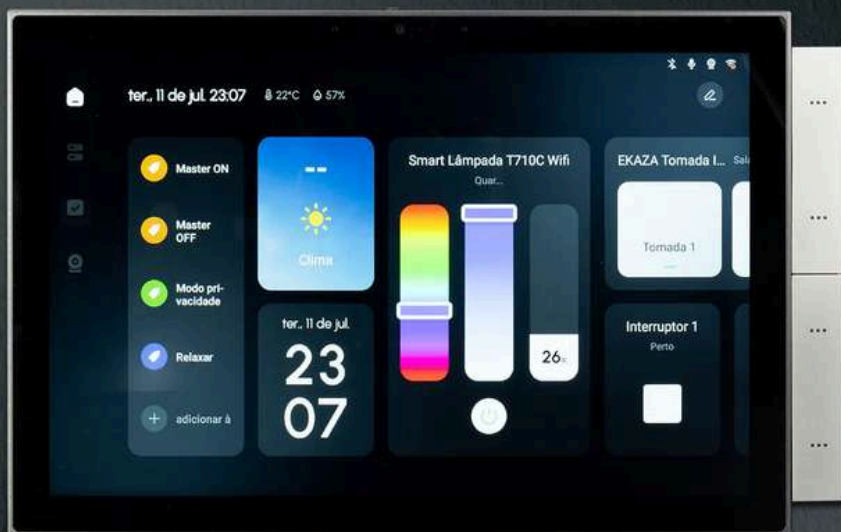 ter., 11 de jul. 23:07 22°C 57%
Master ON
Master
OFF
Modo pri-
vacidade
Relaxar
adicionar à
--
Clima
ter., 11 de jul.
23
07
Smart Lâmpada T710C Wifi
Quar...
26%
EKAZA Tomada I... Sala
Tomada 1
Interruptor 1
Perto